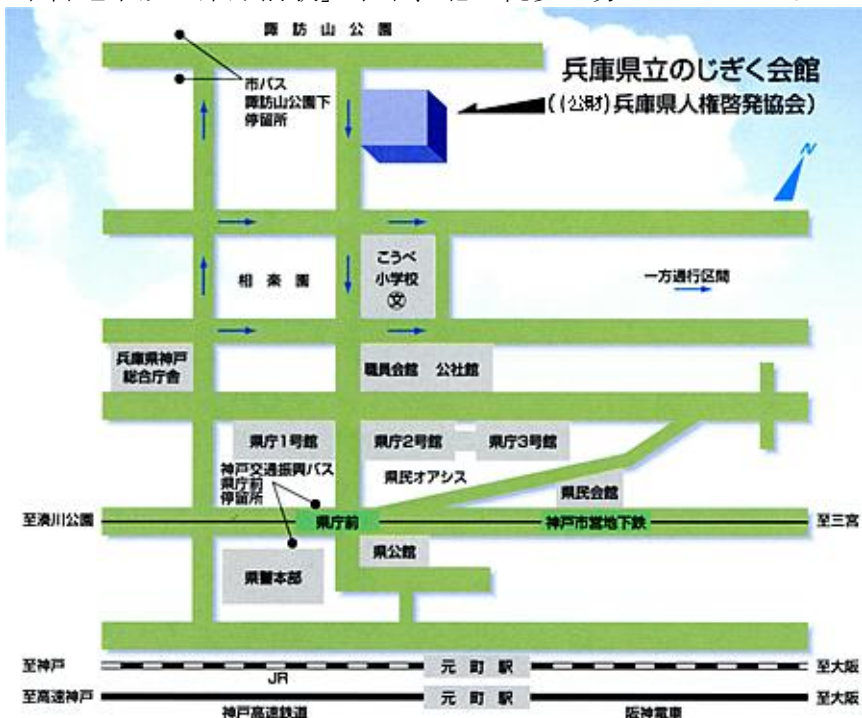 諏訪山公園
市バス
諏訪山公園下
停留所
兵庫県立のじぎく会館
((公財)兵庫県人権啓発協会)
N
こうべ
小学校
文
相楽園
一方通行区間
兵庫県神戸
総合庁舎
職員会館 公社館
県庁1号館
県庁2号館
県庁3号館
神戸交通振興バス
県庁前
停留所
県民オアシス
県民会館
至湊川公園
県庁前
神戸市営地下鉄
至三宮
県公館
県警本部
至神戸
JR
元町駅
至大阪
至高速神戸
神戸高速鉄道
元町駅
阪神電車
至大阪